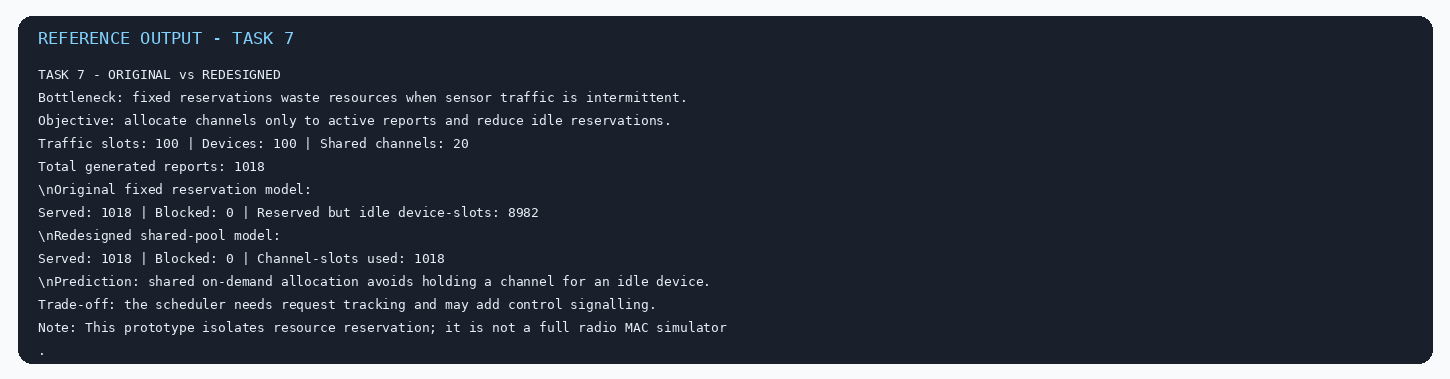 REFERENCE OUTPUT - TASK 7
TASK 7 - ORIGINAL vs REDESIGNED
Bottleneck: fixed reservations waste resources when sensor traffic is intermittent.
Objective: allocate channels only to active reports and reduce idle reservations.
Traffic slots: 100 | Devices: 100 | Shared channels: 20
Total generated reports: 1018
\nOriginal fixed reservation model:
Served: 1018 | Blocked: 0 | Reserved but idle device-slots: 8982
\nRedesigned shared-pool model:
Served: 1018 | Blocked: 0 | Channel-slots used: 1018
\nPrediction: shared on-demand allocation avoids holding a channel for an idle device.
Trade-off: the scheduler needs request tracking and may add control signalling.
Note: This prototype isolates resource reservation; it is not a full radio MAC simulator
.